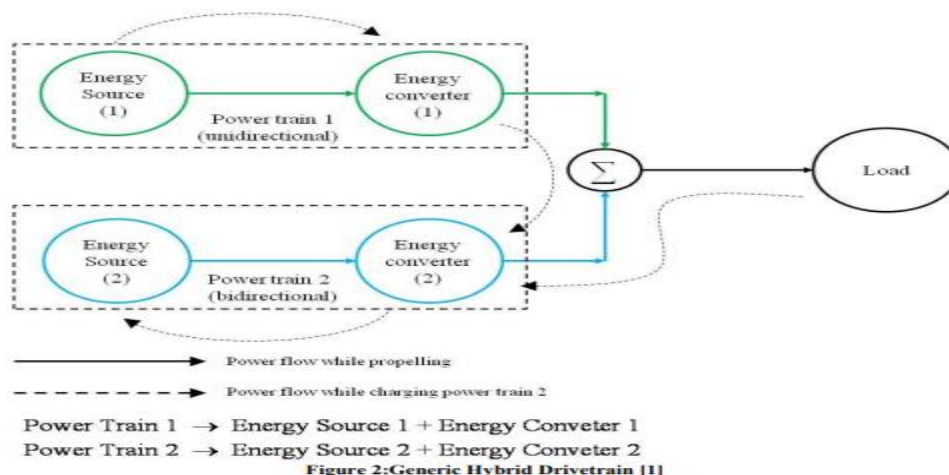 Energy
Source
(1)
Energy
converter
(1)
Power train 1
(unidirectional)
Σ
Load
Energy
Source
(2)
Energy
converter
(2)
Power train 2
(bidirectional)
Power flow while propelling
Power flow while charging power train 2
Power Train 1 → Energy Source 1 + Energy Conveter 1
Power Train 2 → Energy Source 2 + Energy Conveter 2
Figure 2:Generic Hybrid Drivetrain [1]